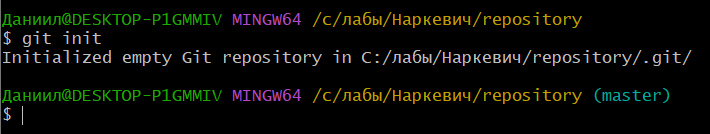 Даниил@DESKTOP-P1GMMIV MINGW64 /c/лабы/Наркевич/repository
$ git init
Initialized empty Git repository in C:/лабы/Наркевич/repository/.git/
Даниил@DESKTOP-P1GMMIV MINGW64 /c/лабы/Наркевич/repository (master)
$